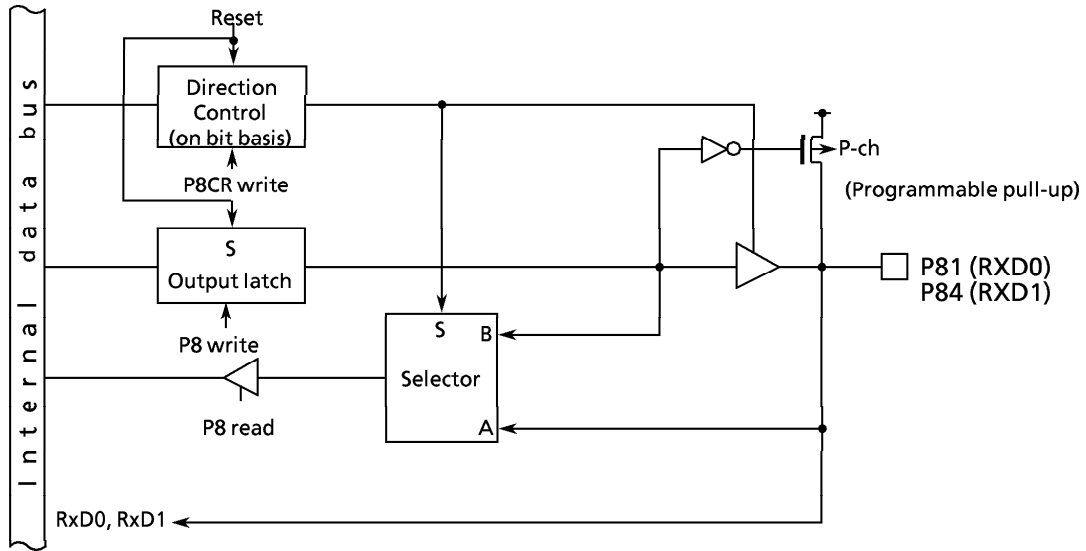 Internal data bus
Reset
Direction
Control
(on bit basis)
P8CR write
S
Output latch
P8 write
P8 read
S
B
Selector
A
P-ch
(Programmable pull-up)
P81 (RXD0)
P84 (RXD1)
RxD0, RxD1